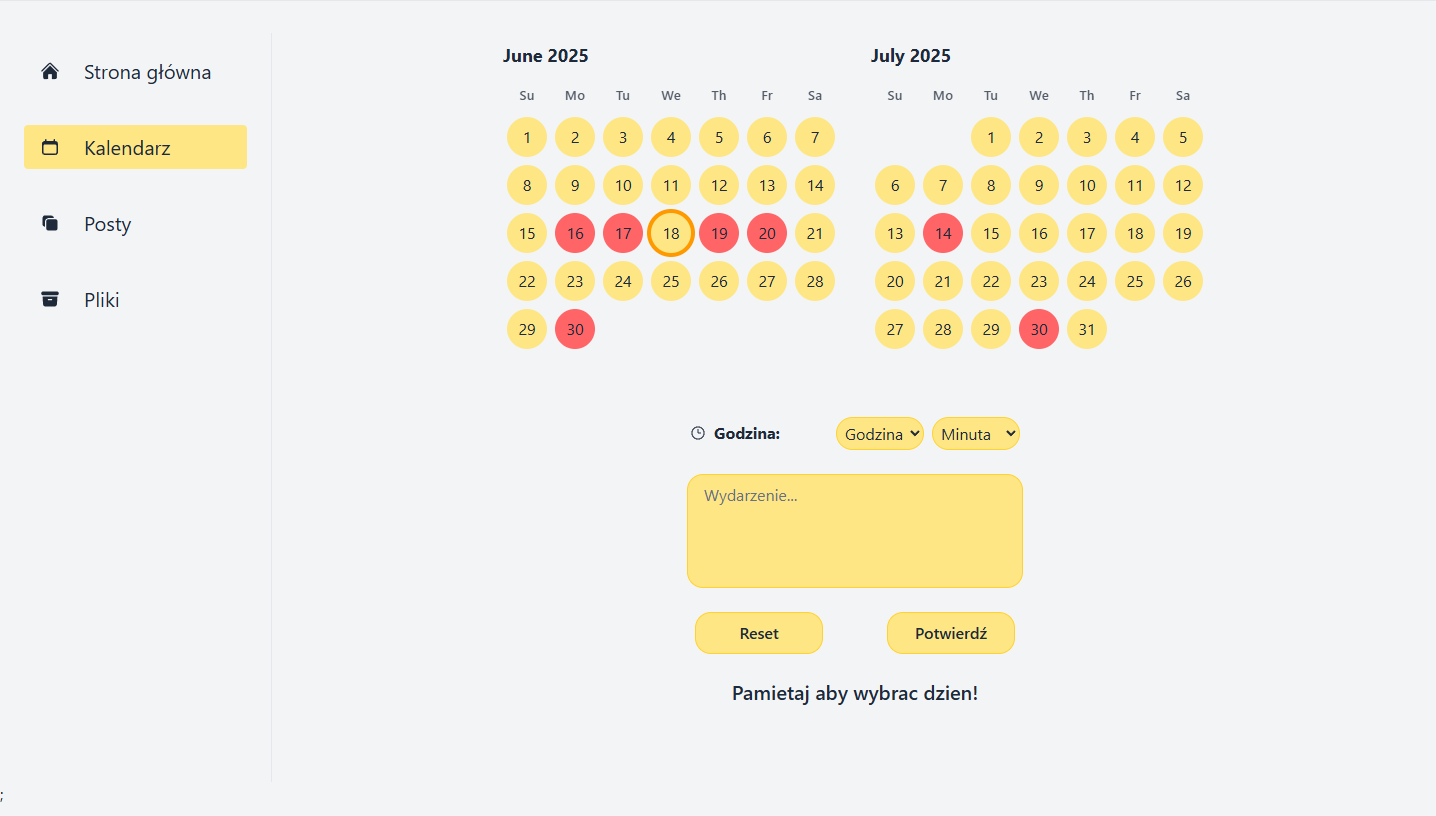 Strona główna
Kalendarz
Posty
Pliki
June 2025
Su Mo Tu We Th Fr Sa
1 2 3 4 5 6 7
8 9 10 11 12 13 14
15 16 17 18 19 20 21
22 23 24 25 26 27 28
29 30
July 2025
Su Mo Tu We Th Fr Sa
1 2 3 4 5
6 7 8 9 10 11 12
13 14 15 16 17 18 19
20 21 22 23 24 25 26
27 28 29 30 31
Godzina: Godzina Minuta
Wydarzenie...
Reset Potwierdź
Pamietaj aby wybrac dzien!
;